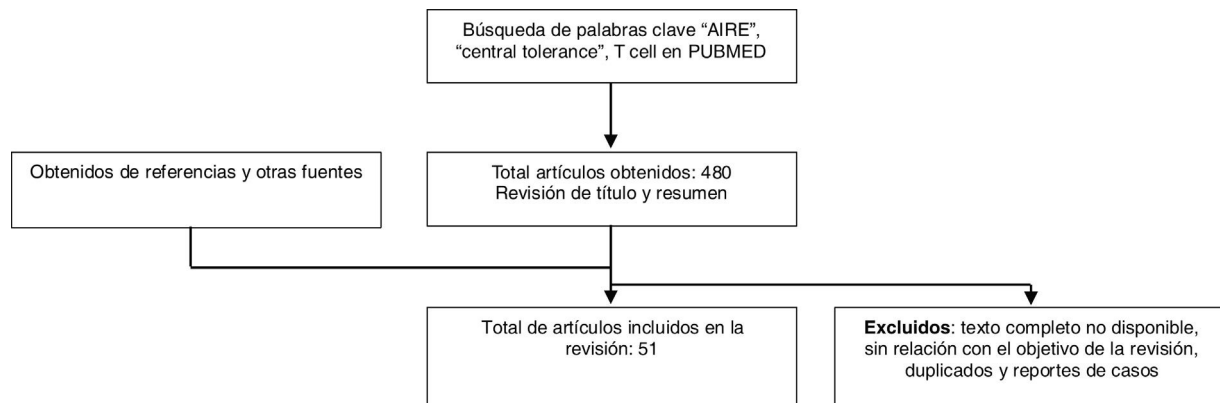 Búsqueda de palabras clave “AIRE”,
“central tolerance”, T cell en PUBMED
Obtenidos de referencias y otras fuentes
Total artículos obtenidos: 480
Revisión de título y resumen
Total de artículos incluidos en la
revisión: 51
Excluidos: texto completo no disponible,
sin relación con el objetivo de la revisión,
duplicados y reportes de casos